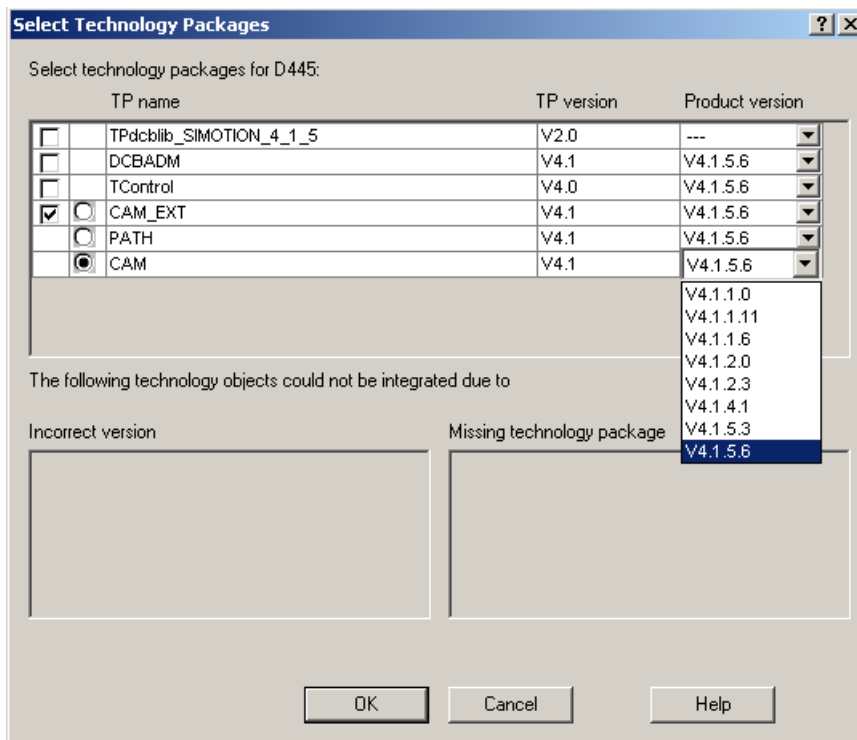 Select Technology Packages
Select technology packages for D445:
TP name TP version Product version
TPdcblib_SIMOTION_4_1_5 V2.0 ---
DCBADM V4.1 V4.1.5.6
TControl V4.0 V4.1.5.6
CAM_EXT V4.1 V4.1.5.6
PATH V4.1 V4.1.5.6
CAM V4.1 V4.1.5.6
V4.1.1.0
V4.1.1.11
V4.1.1.6
V4.1.2.0
V4.1.2.3
V4.1.4.1
V4.1.5.3
V4.1.5.6
The following technology objects could not be integrated due to
Incorrect version Missing technology package
OK Cancel Help